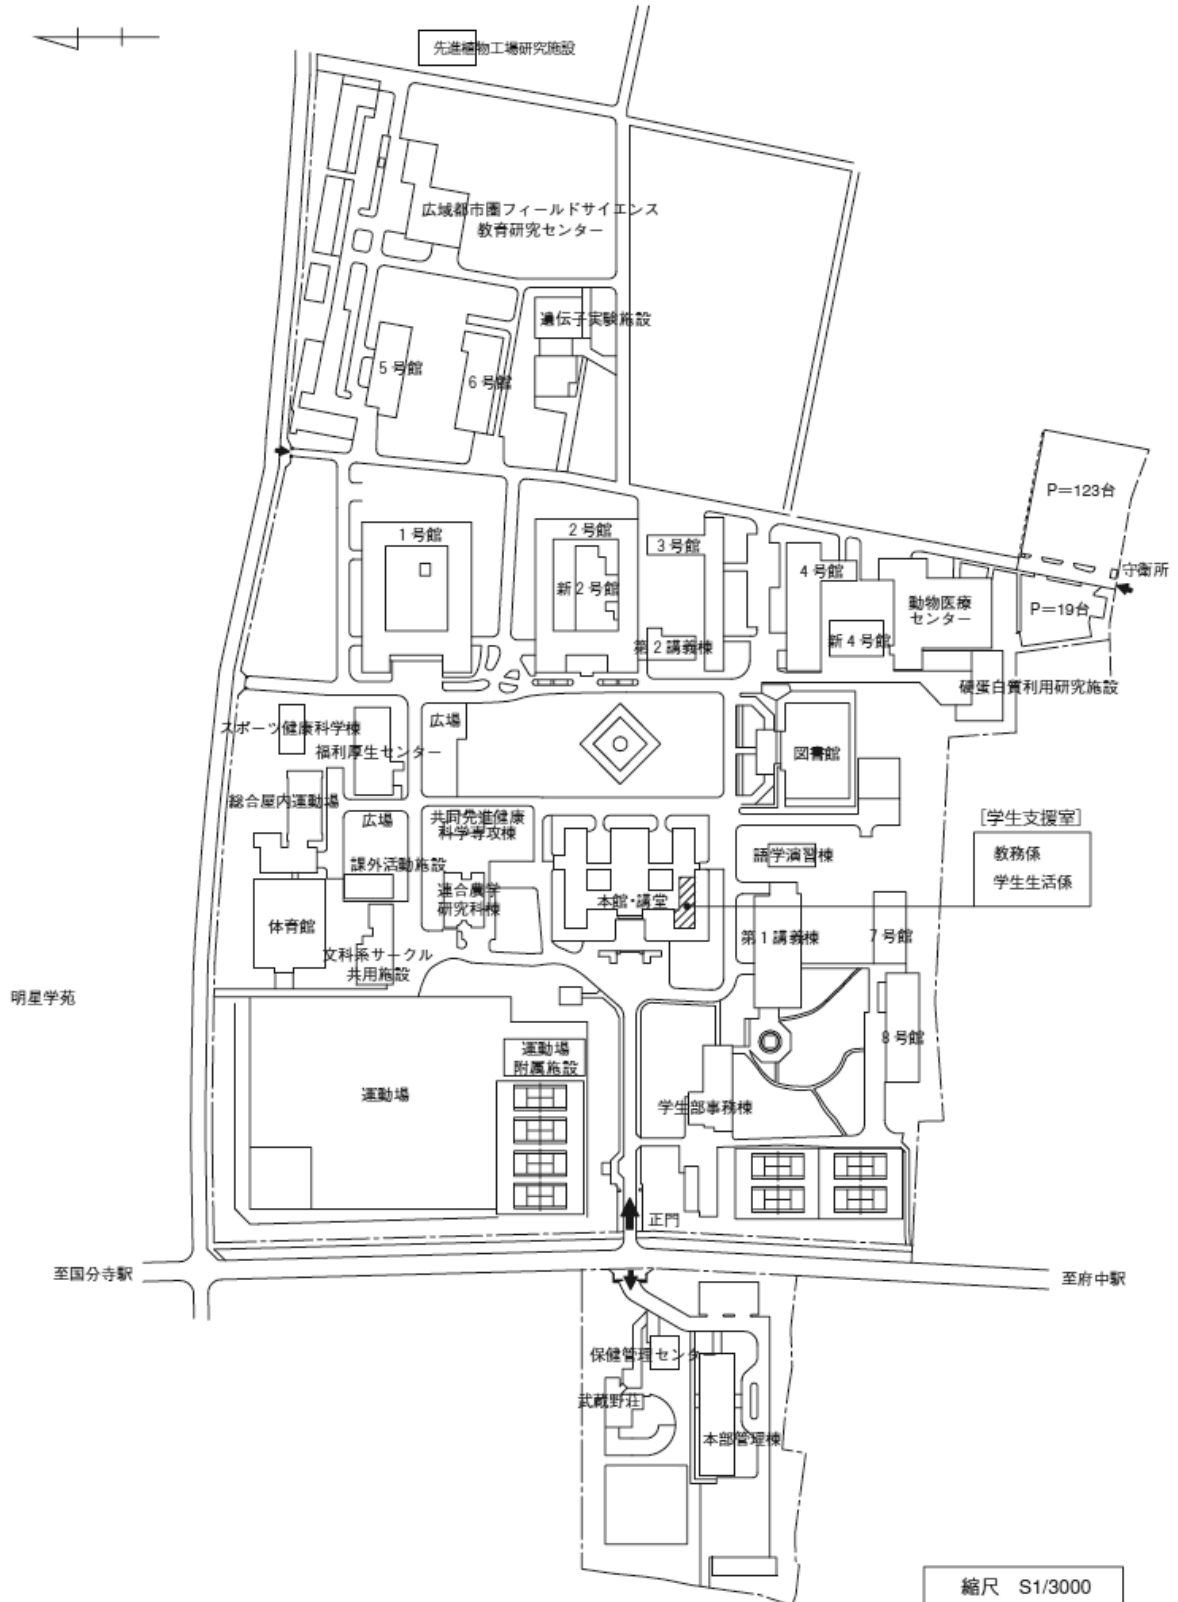 先進植物工場研究施設
広域都市圏フィールドサイエンス
教育研究センター
遺伝子実験施設
5号館
6号館
P＝123台
1号館
2号館
3号館
4号館
守衛所
新2号館
動物医療
センター
P＝19台
第2講義棟
新4号館
硬蛋白質利用研究施設
スポーツ健康科学棟
広場
福利厚生センター
図書館
総合屋内運動場
広場
共同先進健康
科学専攻棟
[学生支援室]
教務係
学生生活係
課外活動施設
語学演習棟
連合農学
研究科棟
本館・講堂
体育館
第1講義棟
7号館
文科系サークル
共用施設
明星学苑
運動場
附属施設
8号館
運動場
学生部事務棟
正門
至国分寺駅
至府中駅
保健管理センター
武蔵野荘
本部管理棟
縮尺 S1/3000